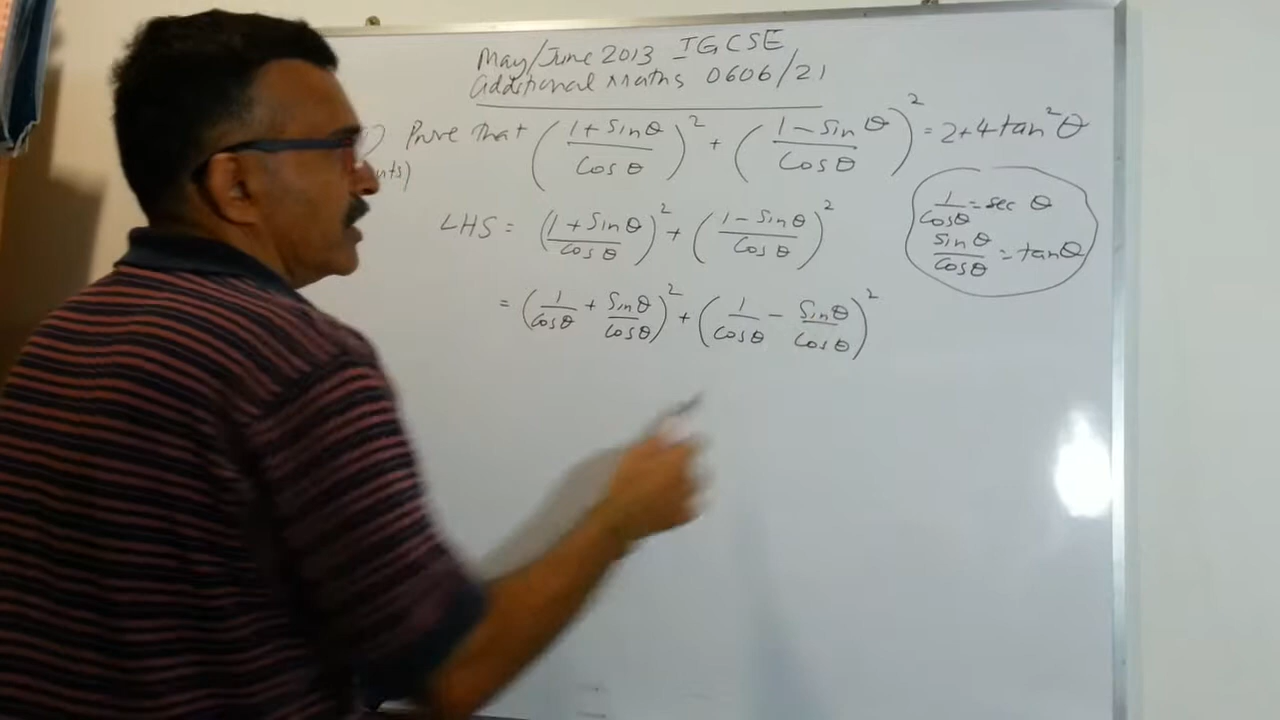 May/June 2013 IGCSE
Additional Maths 0606/21
) Prove that ((1 + sinθ)/cosθ)² + ((1 - sinθ)/cosθ)² = 2+4tan²θ
nts)
LHS = ((1 + sinθ)/cosθ)² + ((1 - sinθ)/cosθ)²
1/cosθ = sec θ
sinθ/cosθ = tanθ
= (1/cosθ + sinθ/cosθ)² + (1/cosθ - sinθ/cosθ)²